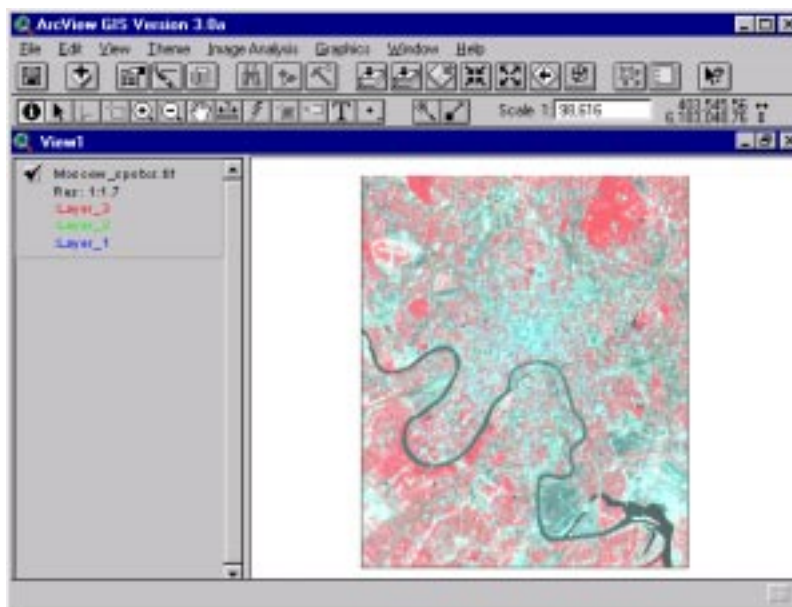 ArcView GIS Version 3.0a
File Edit View Theme Image Analysis Graphics Window Help
Scale 1: 98,616
View1
Layer_3
Layer_2
Layer_1